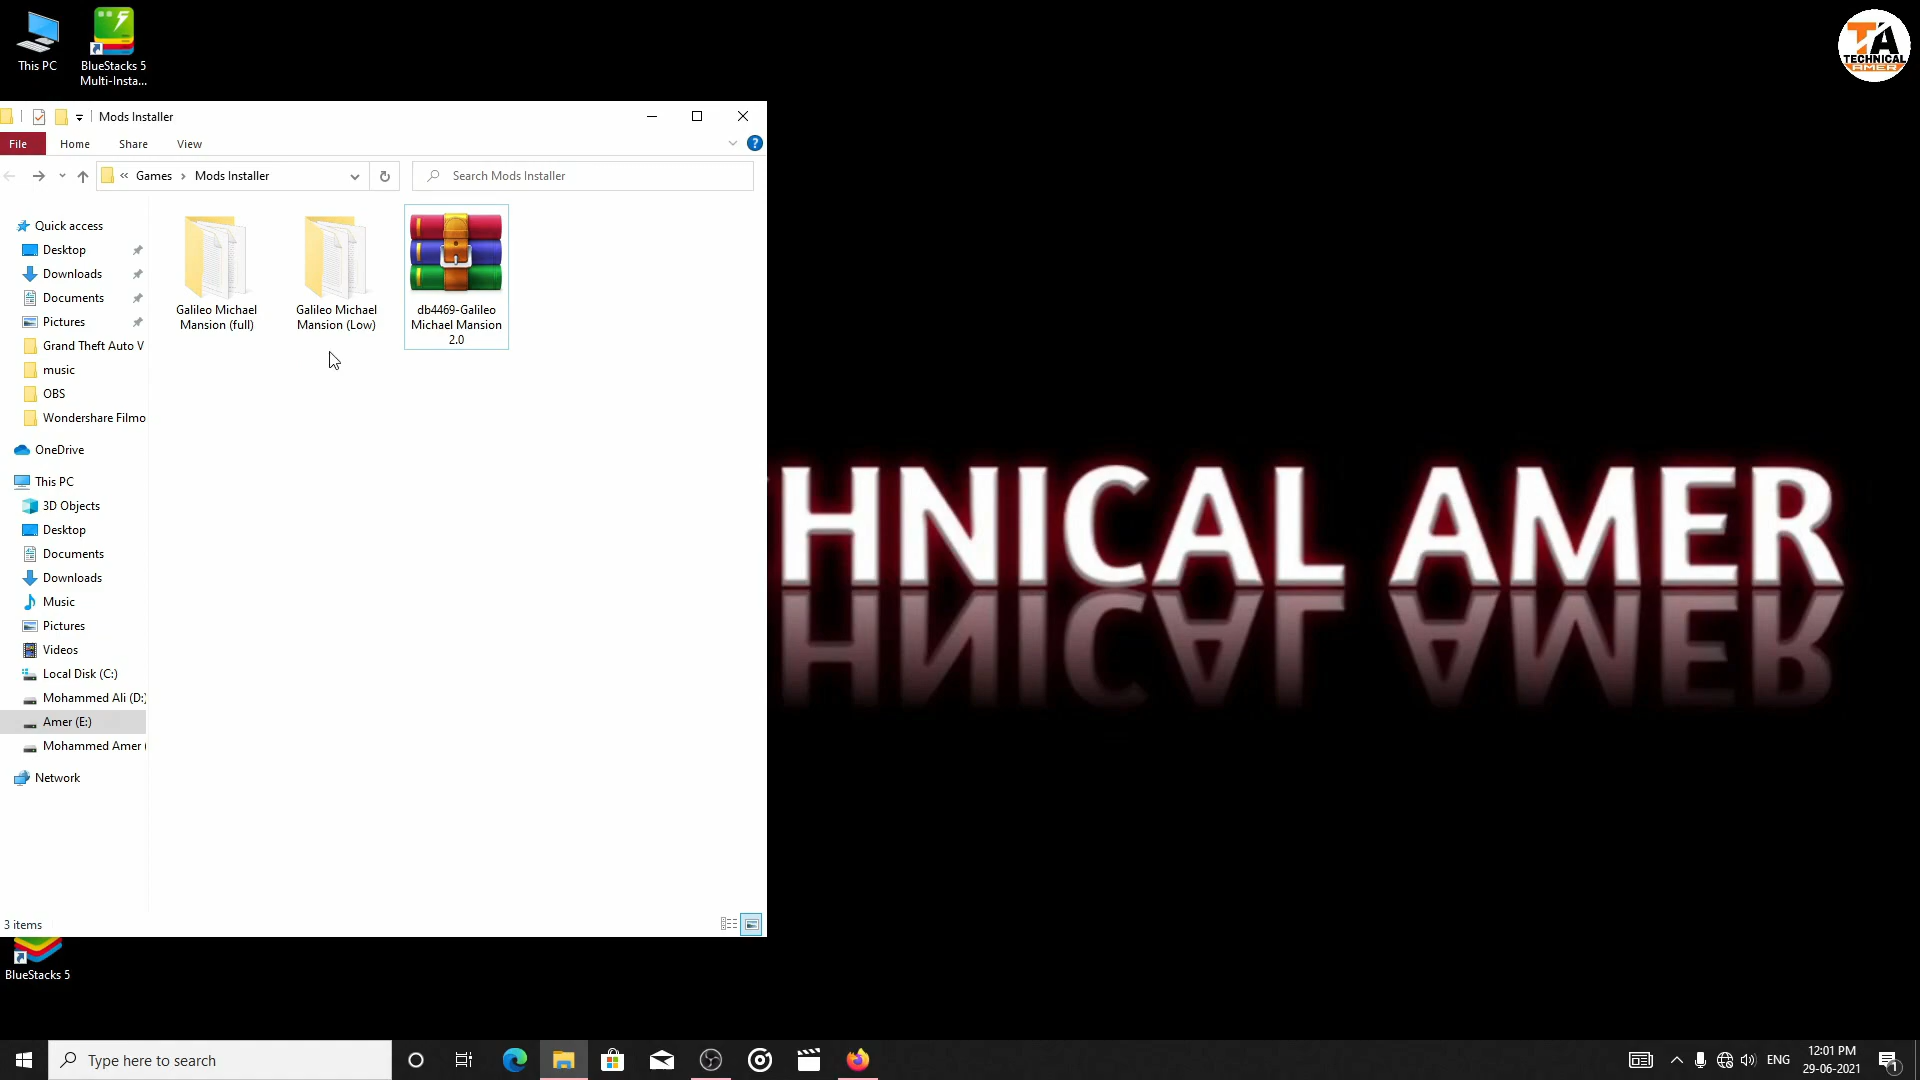 This PC
BlueStacks 5
Multi-Insta...
TA
TECHNICAL
AMER
Mods Installer
File
Home
Share
View
?
« Games > Mods Installer
Search Mods Installer
Quick access
Desktop
Downloads
Documents
Pictures
Grand Theft Auto V
music
OBS
Wondershare Filmo
OneDrive
This PC
3D Objects
Desktop
Documents
Downloads
Music
Pictures
Videos
Local Disk (C:)
Mohammed Ali (D:)
Amer (E:)
Mohammed Amer (
Network
Galileo Michael
Mansion (full)
Galileo Michael
Mansion (Low)
db4469-Galileo
Michael Mansion
2.0
HNICAL AMER
3 items
BlueStacks 5
Type here to search
ENG
12:01 PM
29-06-2021
1